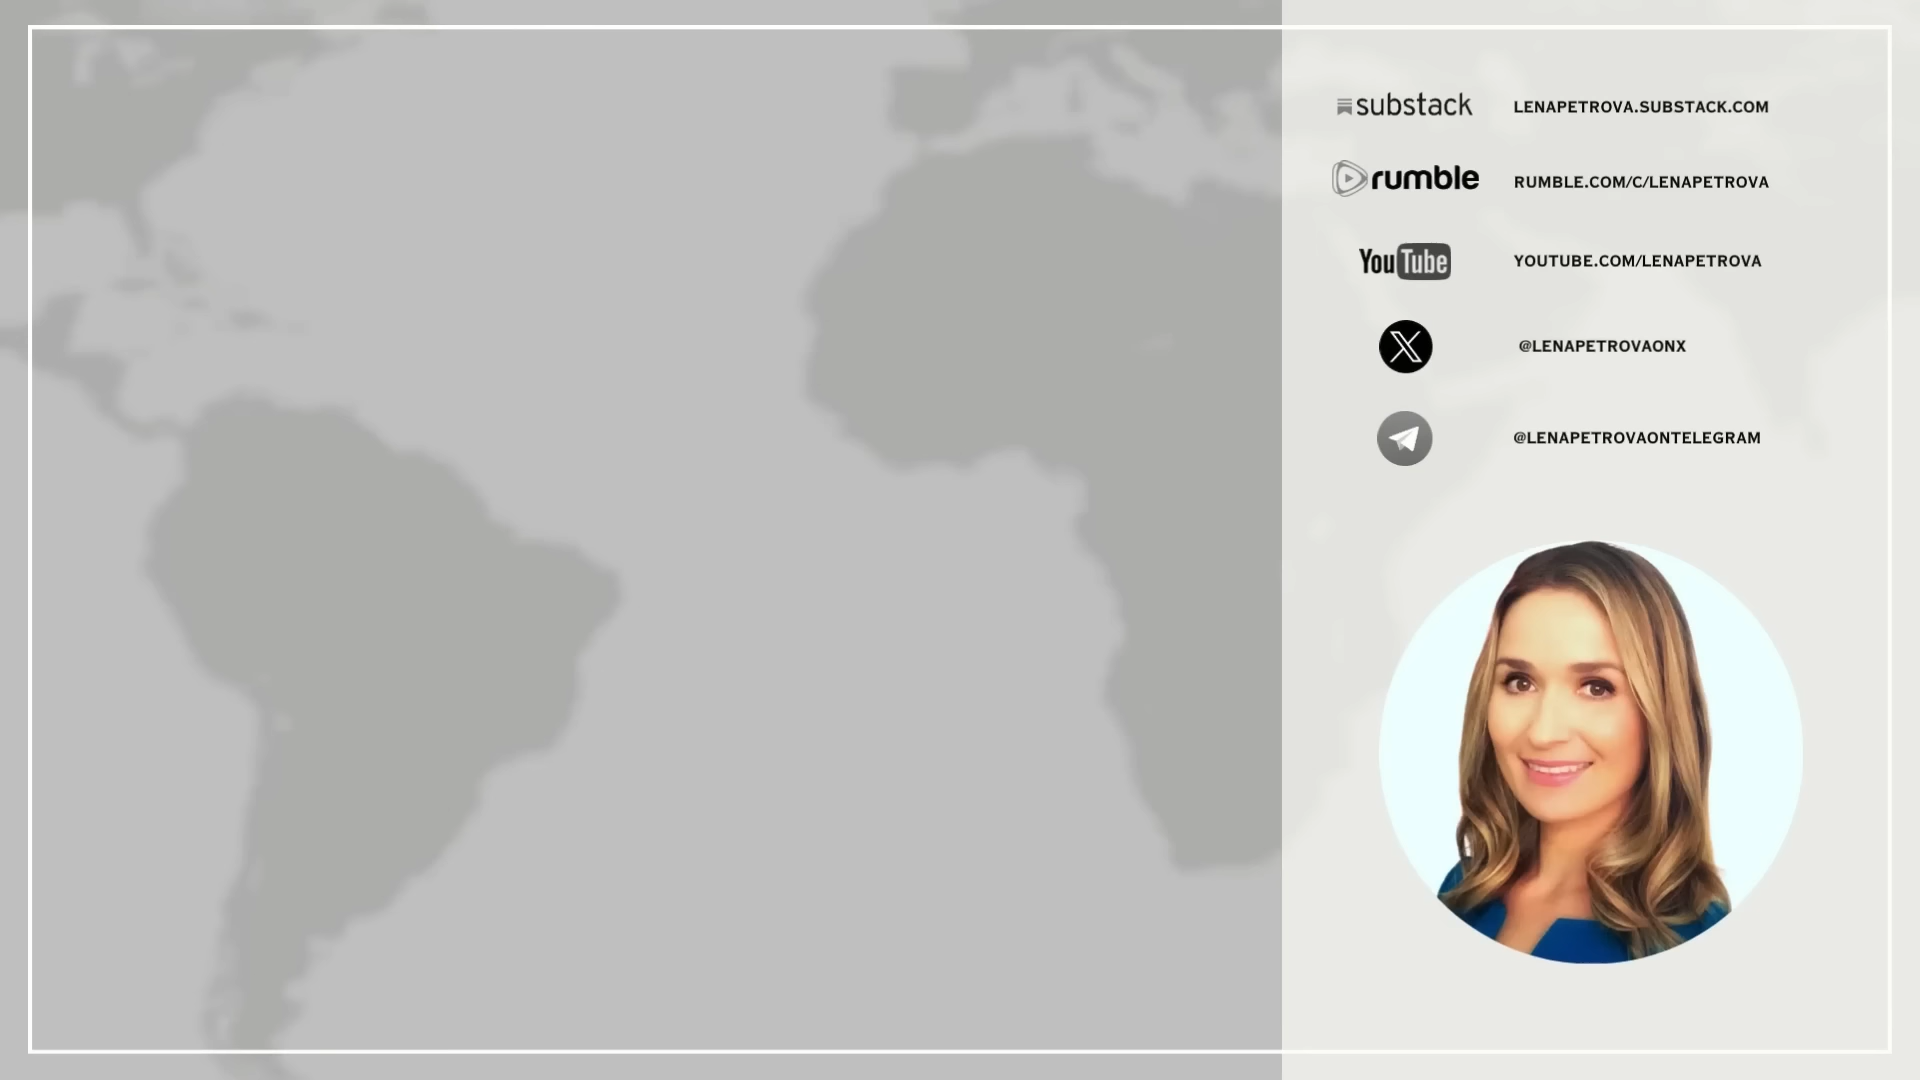 substack LENAPETROVA.SUBSTACK.COM
rumble RUMBLE.COM/C/LENAPETROVA
YouTube YOUTUBE.COM/LENAPETROVA
X @LENAPETROVAONX
@LENAPETROVAONTELEGRAM